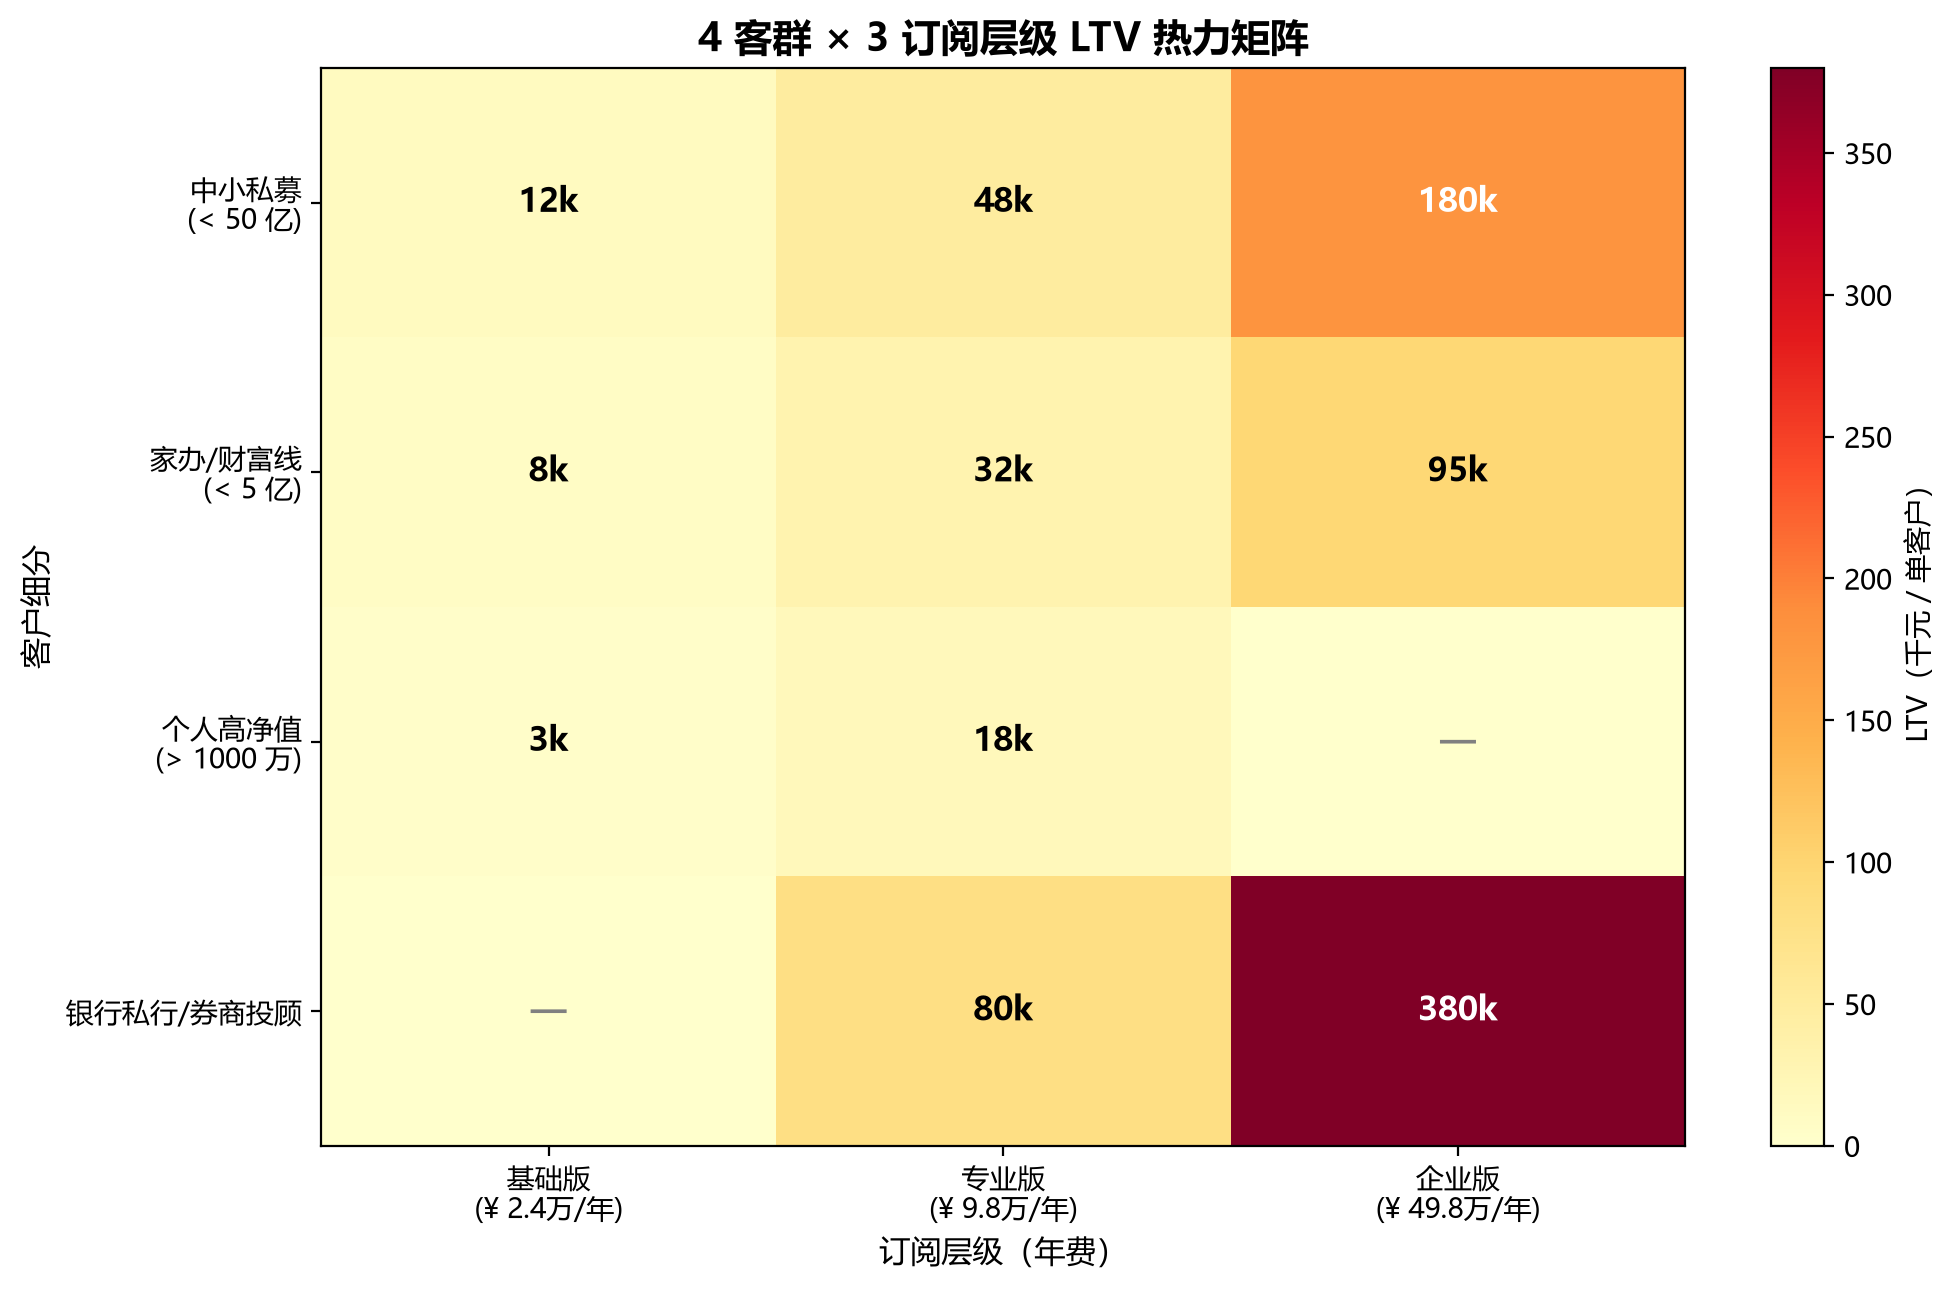 4 客群 × 3 订阅层级 LTV 热力矩阵
中小私募
(< 50 亿)
12k
48k
180k
家办/财富线
(< 5 亿)
8k
32k
95k
个人高净值
(> 1000 万)
3k
18k
—
银行私行/券商投顾
—
80k
380k
客户细分
基础版
(¥ 2.4万/年)
专业版
(¥ 9.8万/年)
企业版
(¥ 49.8万/年)
订阅层级（年费）
350
300
250
200
150
100
50
0
LTV（千元 / 单客户）